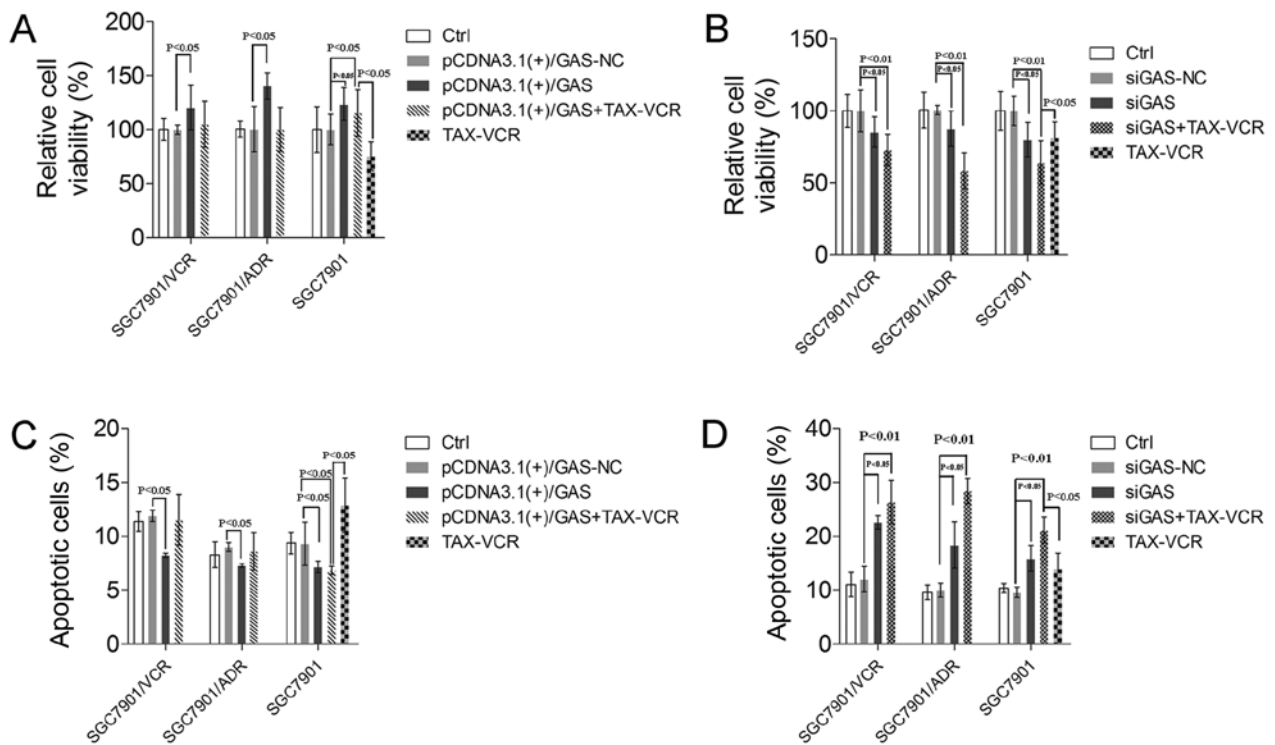 A
Relative cell
viability (%)
200
150
100
50
0
P<0.05
P<0.05
P<0.05
P<0.05
P<0.05
SGC7901/VCR
SGC7901/ADR
SGC7901
Ctrl
pCDNA3.1(+)/GAS-NC
pCDNA3.1(+)/GAS
pCDNA3.1(+)/GAS+TAX-VCR
TAX-VCR
B
Relative cell
viability (%)
150
100
50
0
P<0.01
P<0.05
P<0.01
P<0.05
P<0.01
P<0.05
P<0.05
SGC7901/VCR
SGC7901/ADR
SGC7901
Ctrl
siGAS-NC
siGAS
siGAS+TAX-VCR
TAX-VCR
C
Apoptotic cells (%)
20
15
10
5
0
P<0.05
P<0.05
P<0.05
P<0.05
P<0.05
SGC7901/VCR
SGC7901/ADR
SGC7901
Ctrl
pCDNA3.1(+)/GAS-NC
pCDNA3.1(+)/GAS
pCDNA3.1(+)/GAS+TAX-VCR
TAX-VCR
D
Apoptotic cells (%)
40
30
20
10
0
P<0.01
P<0.05
P<0.01
P<0.05
P<0.01
P<0.05
P<0.05
SGC7901/VCR
SGC7901/ADR
SGC7901
Ctrl
siGAS-NC
siGAS
siGAS+TAX-VCR
TAX-VCR